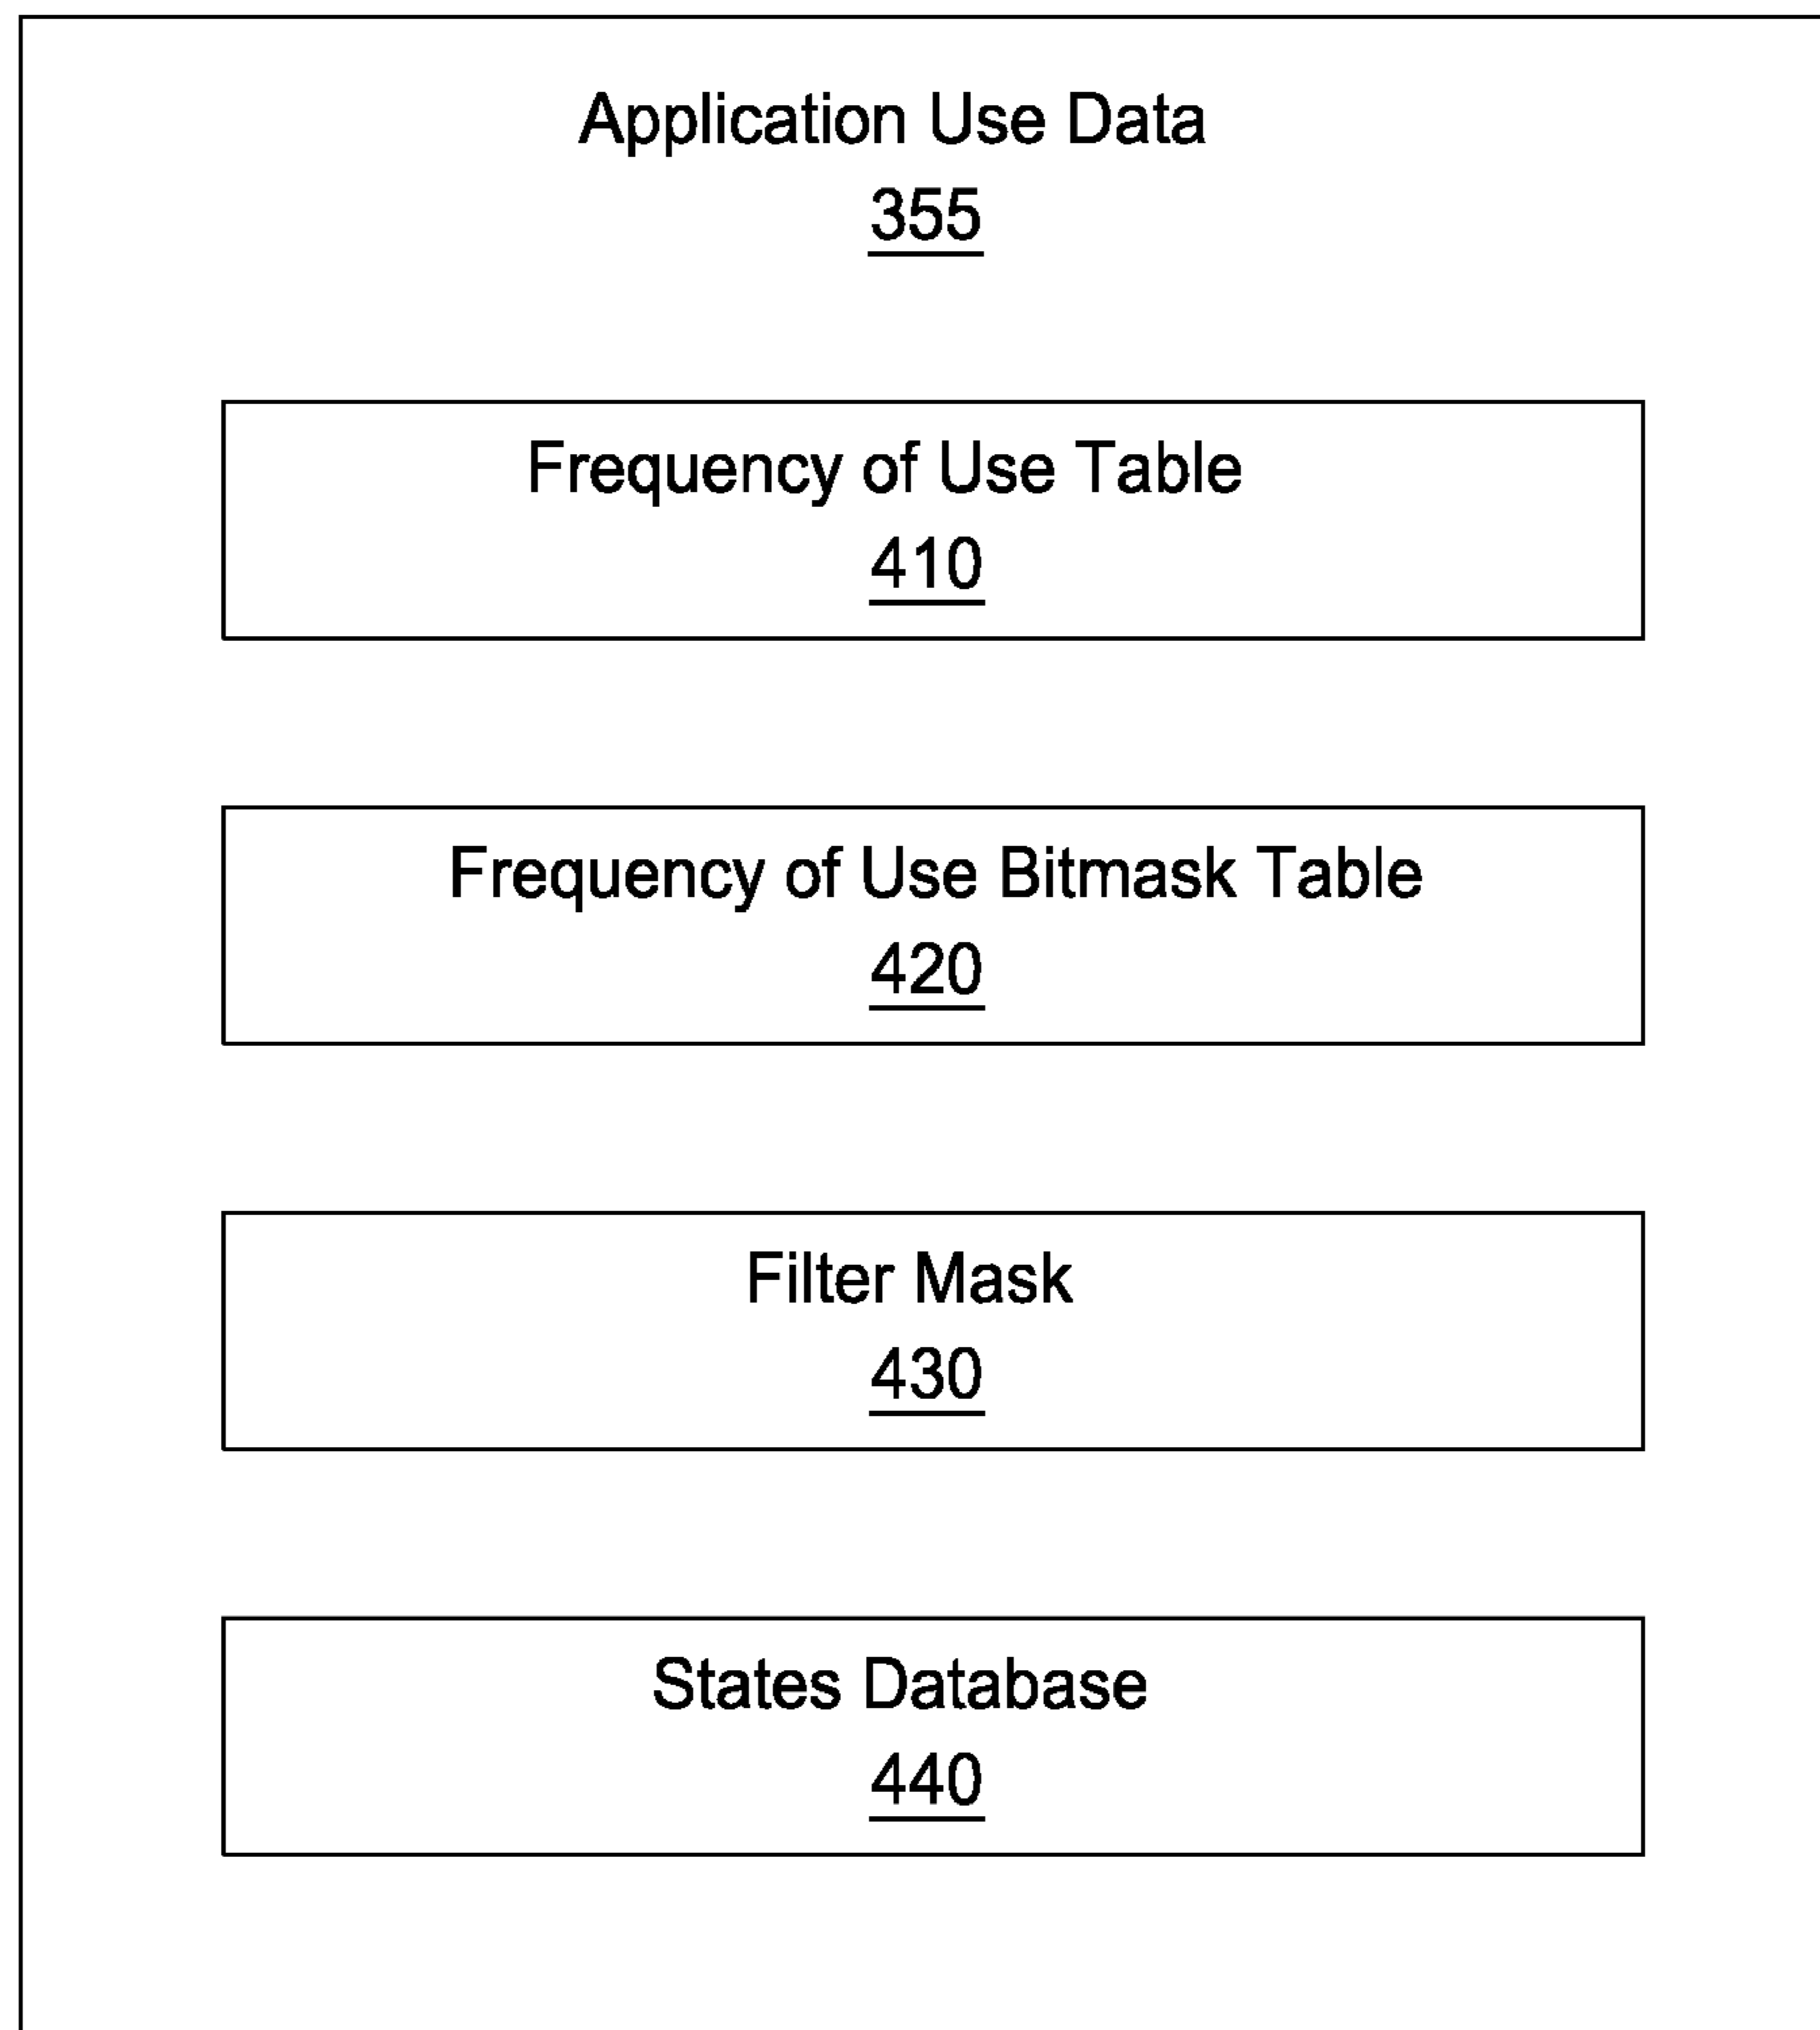 Application Use Data
355
Frequency of Use Table
410
Frequency of Use Bitmask Table
420
Filter Mask
430
States Database
440